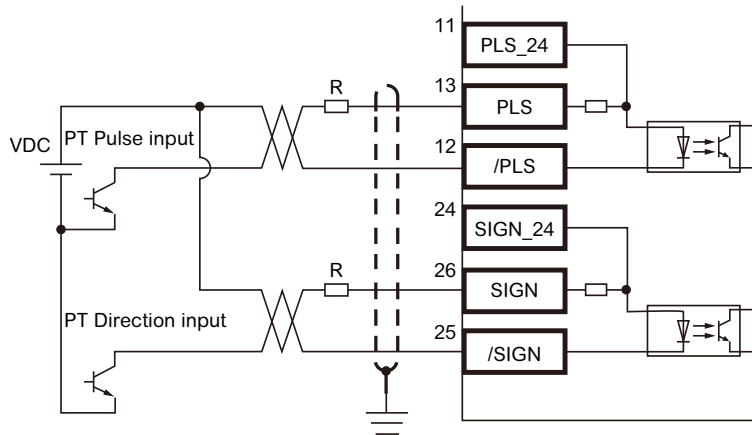 11
PLS_24
R
13
PLS
VDC
PT Pulse input
12
/PLS
24
SIGN_24
R
26
SIGN
PT Direction input
25
/SIGN